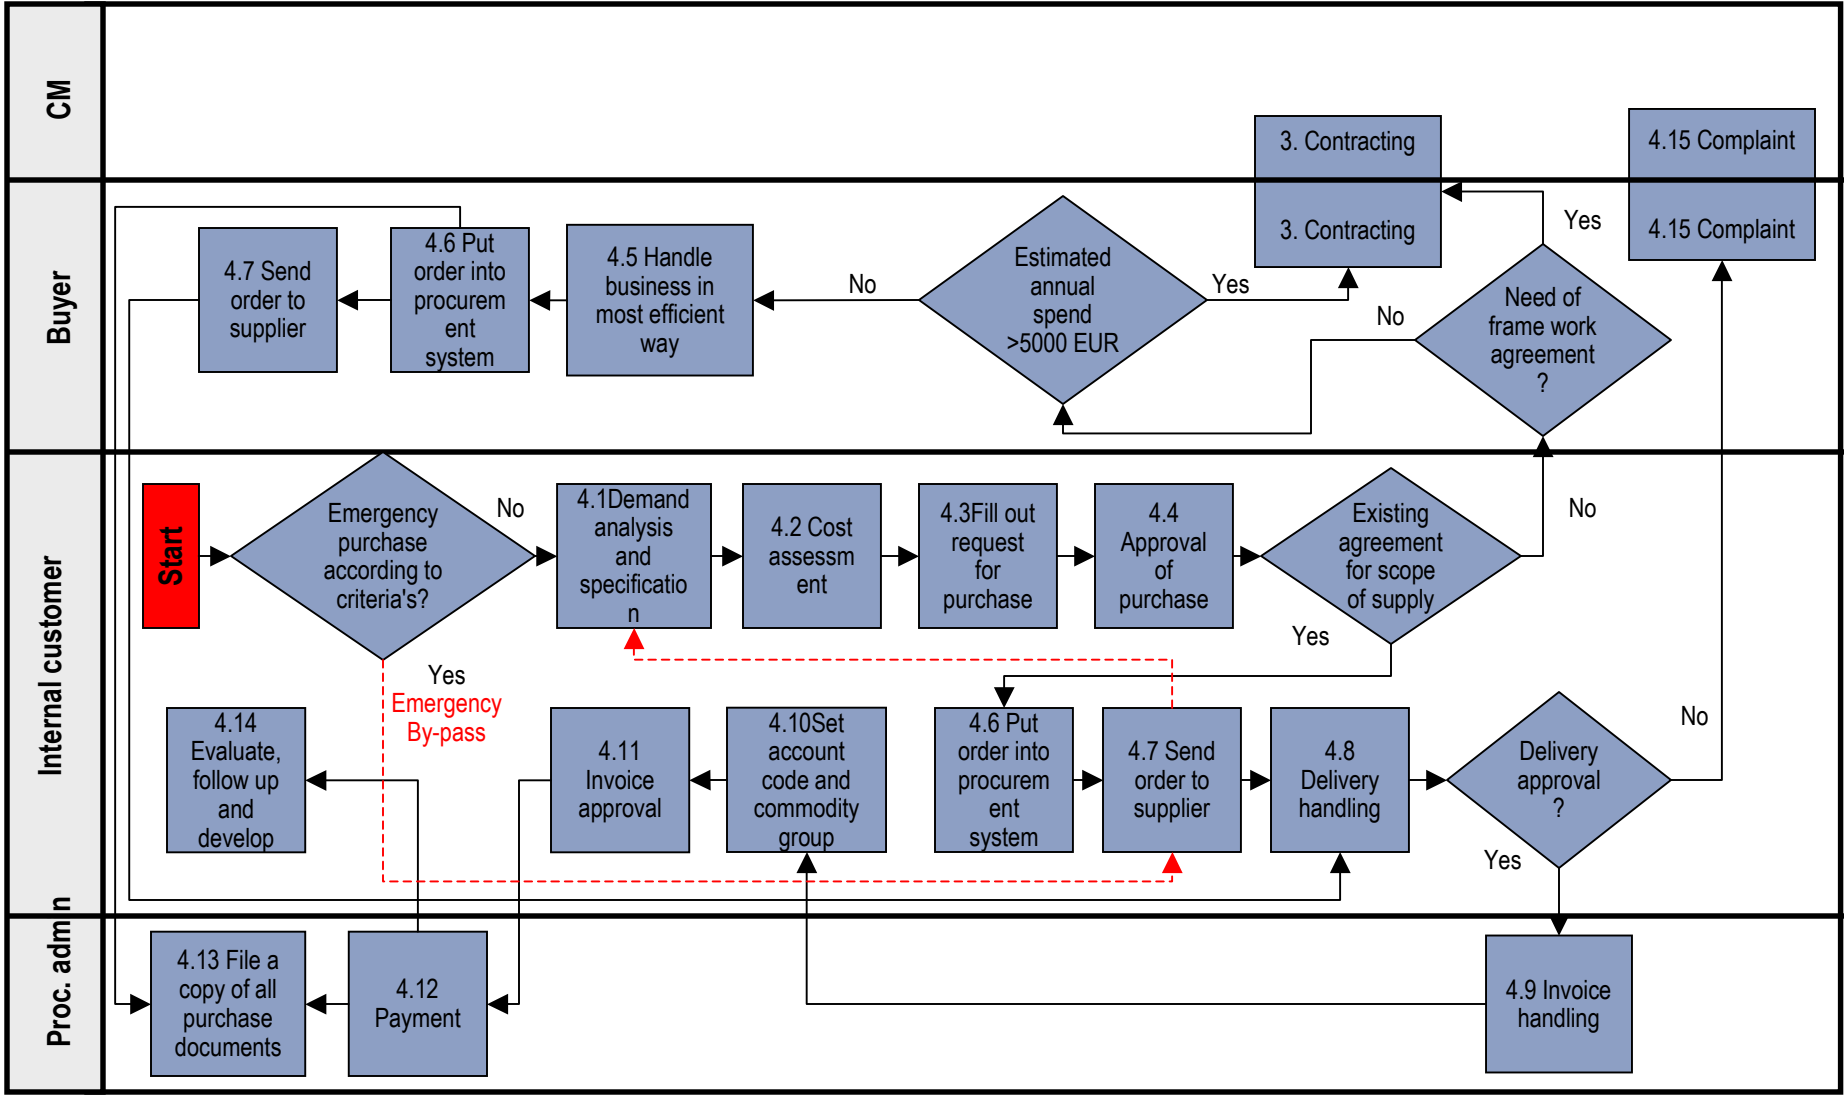 CM
3. Contracting
4.15 Complaint
Buyer
4.7 Send
order to
supplier
4.6 Put
order into
procurem
ent
system
4.5 Handle
business in
most efficient
way
No
Estimated
annual
spend
>5000 EUR
Yes
3. Contracting
No
Yes
Need of
frame work
agreement
?
4.15 Complaint
Internal customer
Start
Emergency
purchase
according to
criteria's?
No
4.1Demand
analysis
and
specificatio
n
4.2 Cost
assessm
ent
4.3Fill out
request
for
purchase
4.4
Approval
of
purchase
Existing
agreement
for scope
of supply
No
Yes
Yes
Emergency
By-pass
4.14
Evaluate,
follow up
and
develop
4.11
Invoice
approval
4.10Set
account
code and
commodity
group
4.6 Put
order into
procurem
ent
system
4.7 Send
order to
supplier
4.8
Delivery
handling
Delivery
approval
?
No
Yes
Proc. admn
4.13 File a
copy of all
purchase
documents
4.12
Payment
4.9 Invoice
handling